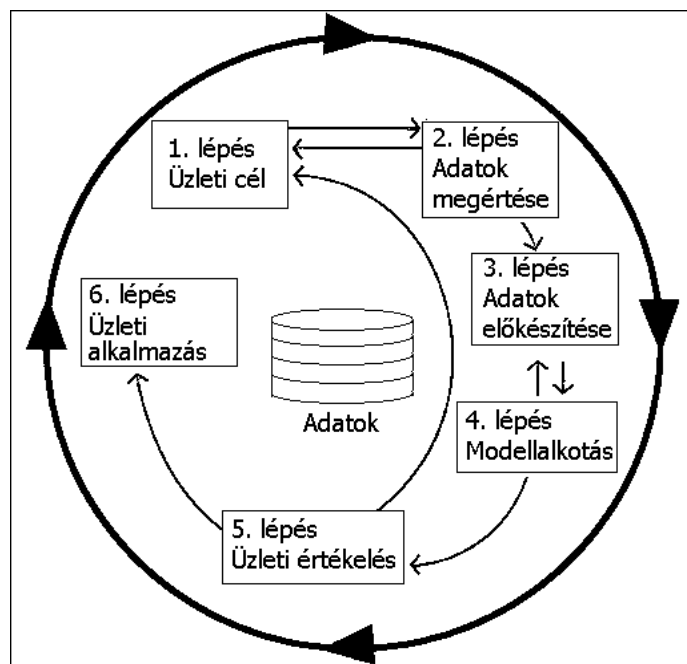 1. lépés
Üzleti cél
2. lépés
Adatok
megértése
3. lépés
Adatok
előkészítése
4. lépés
Modellalkotás
5. lépés
Üzleti értékelés
6. lépés
Üzleti
alkalmazás
Adatok